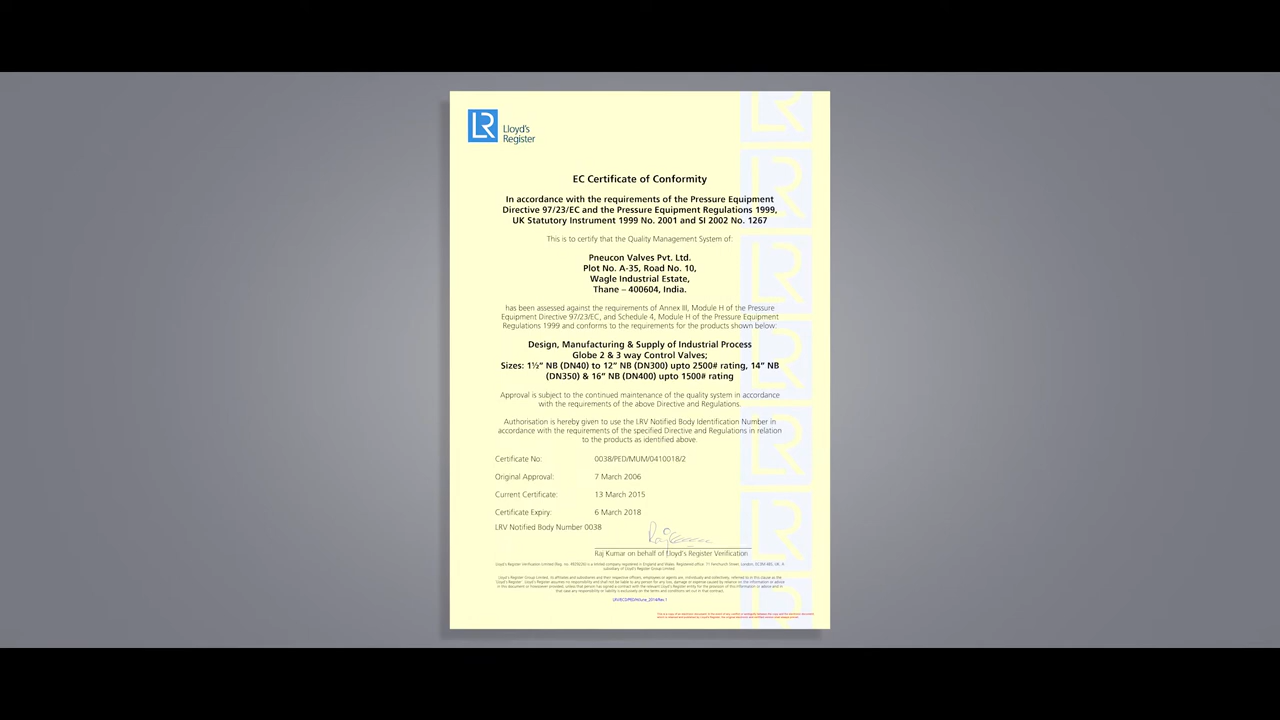 LR
Lloyd's
Register
EC Certificate of Conformity
In accordance with the requirements of the Pressure Equipment
Directive 97/23/EC and the Pressure Equipment Regulations 1999,
UK Statutory Instrument 1999 No. 2001 and SI 2002 No. 1267
This is to certify that the Quality Management System of:
Pneucon Valves Pvt. Ltd.
Plot No. A-35, Road No. 10,
Wagle Industrial Estate,
Thane – 400604, India.
has been assessed against the requirements of Annex III, Module H of the Pressure
Equipment Directive 97/23/EC, and Schedule 4, Module H of the Pressure Equipment
Regulations 1999 and conforms to the requirements for the products shown below:
Design, Manufacturing & Supply of Industrial Process
Globe 2 & 3 way Control Valves;
Sizes: 1½” NB (DN40) to 12” NB (DN300) upto 2500# rating, 14” NB
(DN350) & 16” NB (DN400) upto 1500# rating
Approval is subject to the continued maintenance of the quality system in accordance
with the requirements of the above Directive and Regulations.
Authorisation is hereby given to use the LRV Notified Body Identification Number in
accordance with the requirements of the specified Directive and Regulations in relation
to the products as identified above.
Certificate No: 0038/PED/MUM/0410018/2
Original Approval: 7 March 2006
Current Certificate: 13 March 2015
Certificate Expiry: 6 March 2018
LRV Notified Body Number 0038
Raj Kumar on behalf of Lloyd's Register Verification